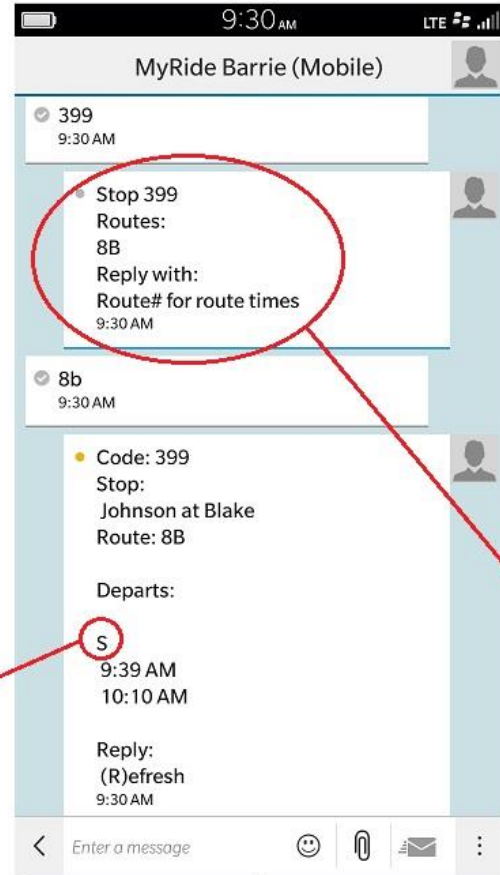 9:30 AM
LTE
MyRide Barrie (Mobile)
399
9:30 AM
Stop 399
Routes:
8B
Reply with:
Route# for route times
9:30 AM
8b
9:30 AM
Code: 399
Stop:
Johnson at Blake
Route: 8B
Departs:
S
9:39 AM
10:10 AM
Reply:
(R)efresh
9:30 AM
Enter a message